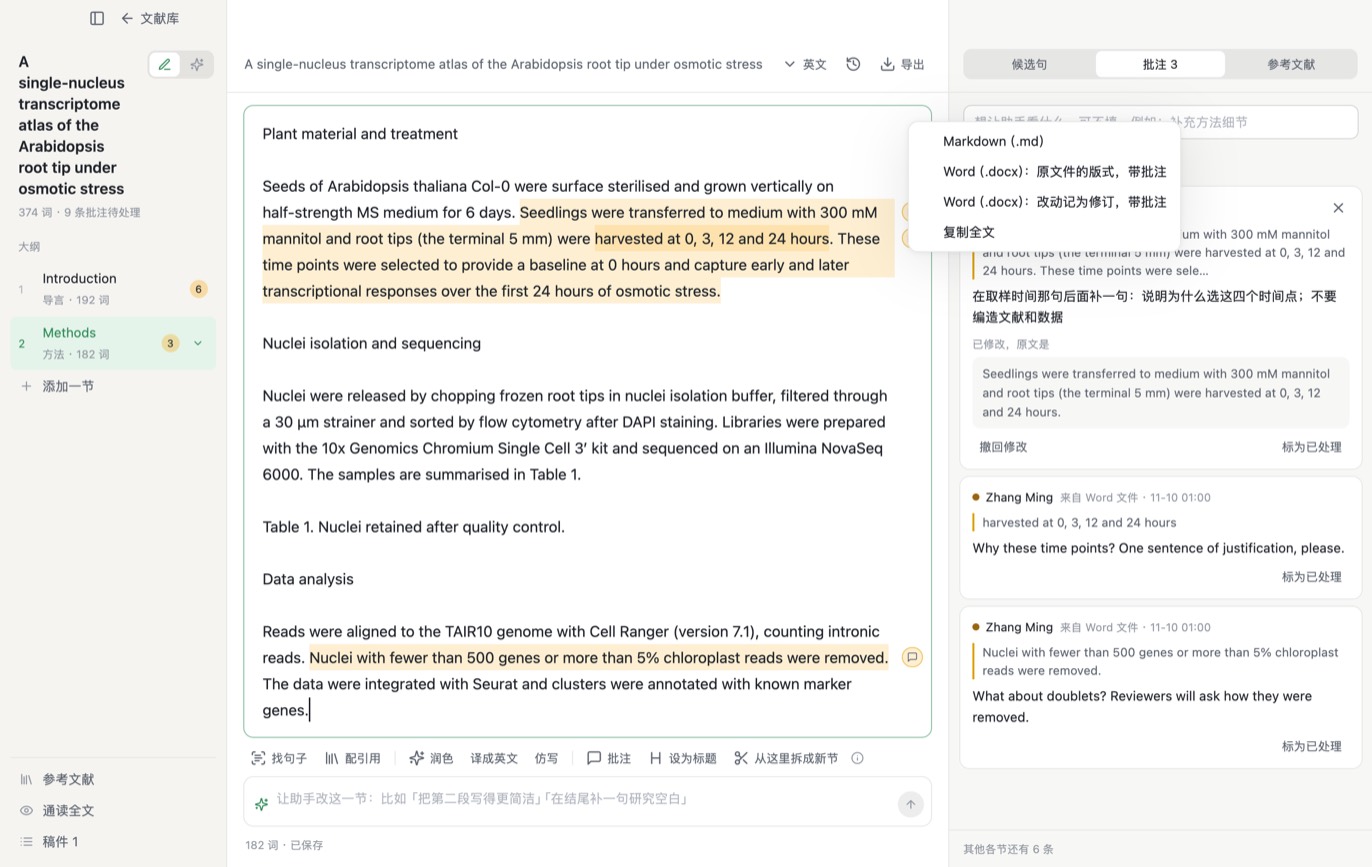 文献库
A
single-nucleus
transcriptome
atlas of the
Arabidopsis
root tip under
osmotic stress
374 词 · 9 条批注待处理
大纲
1 Introduction 6
导言 · 192 词
2 Methods 3
方法 · 182 词
添加一节
参考文献
通读全文
稿件 1
A single-nucleus transcriptome atlas of the Arabidopsis root tip under osmotic stress
英文
导出
Plant material and treatment
Seeds of Arabidopsis thaliana Col-0 were surface sterilised and grown vertically on
half-strength MS medium for 6 days. Seedlings were transferred to medium with 300 mM
mannitol and root tips (the terminal 5 mm) were harvested at 0, 3, 12 and 24 hours. These
time points were selected to provide a baseline at 0 hours and capture early and later
transcriptional responses over the first 24 hours of osmotic stress.
Nuclei isolation and sequencing
Nuclei were released by chopping frozen root tips in nuclei isolation buffer, filtered through
a 30 μm strainer and sorted by flow cytometry after DAPI staining. Libraries were prepared
with the 10x Genomics Chromium Single Cell 3′ kit and sequenced on an Illumina NovaSeq
6000. The samples are summarised in Table 1.
Table 1. Nuclei retained after quality control.
Data analysis
Reads were aligned to the TAIR10 genome with Cell Ranger (version 7.1), counting intronic
reads. Nuclei with fewer than 500 genes or more than 5% chloroplast reads were removed.
The data were integrated with Seurat and clusters were annotated with known marker
genes.
找句子 配引用 润色 译成英文 仿写 批注 设为标题 从这里拆成新节
让助手改这一节：比如「把第二段写得更简洁」「在结尾补一句研究空白」
182 词 · 已保存
候选句 批注 3 参考文献
补充方法细节
Markdown (.md)
Word (.docx)：原文件的版式，带批注
Word (.docx)：改动记为修订，带批注
复制全文
um with 300 mM mannitol
and root tips (the terminal 5 mm) were harvested at 0, 3, 12 and
24 hours. These time points were sele...
在取样时间那句后面补一句：说明为什么选这四个时间点；不要
编造文献和数据
已修改，原文是
Seedlings were transferred to medium with 300 mM mannitol
and root tips (the terminal 5 mm) were harvested at 0, 3, 12
and 24 hours.
撤回修改 标为已处理
Zhang Ming 来自 Word 文件 · 11-10 01:00
harvested at 0, 3, 12 and 24 hours
Why these time points? One sentence of justification, please.
标为已处理
Zhang Ming 来自 Word 文件 · 11-10 01:00
Nuclei with fewer than 500 genes or more than 5% chloroplast
reads were removed.
What about doublets? Reviewers will ask how they were
removed.
标为已处理
其他各节还有 6 条